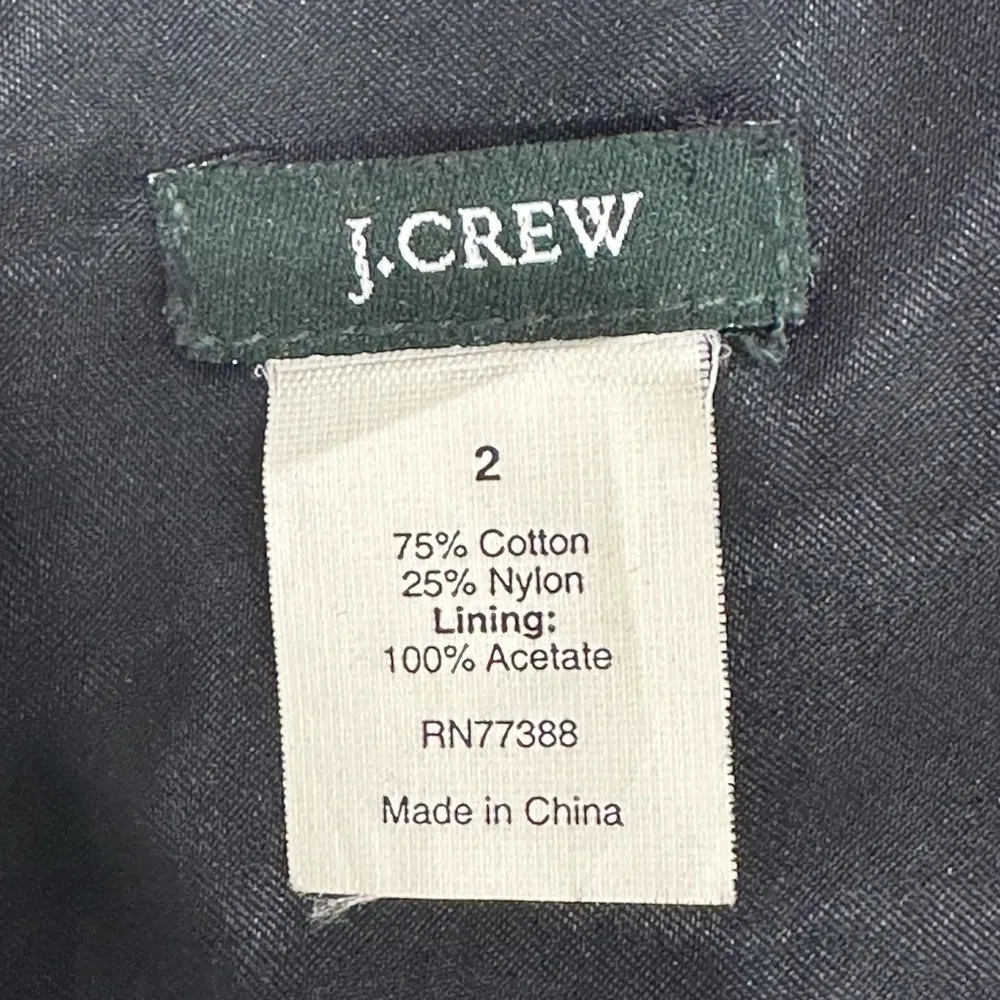 J.CREW
2
75% Cotton
25% Nylon
Lining:
100% Acetate
RN77388
Made in China